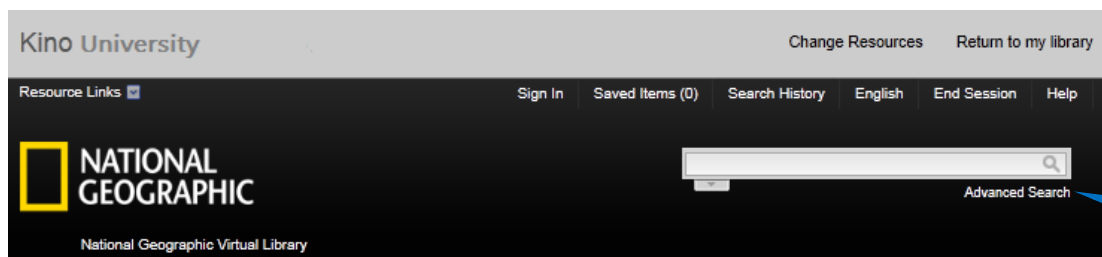 Kino University Change Resources Return to my library
Resource Links Sign In Saved Items (0) Search History English End Session Help
NATIONAL
GEOGRAPHIC
Advanced Search
National Geographic Virtual Library